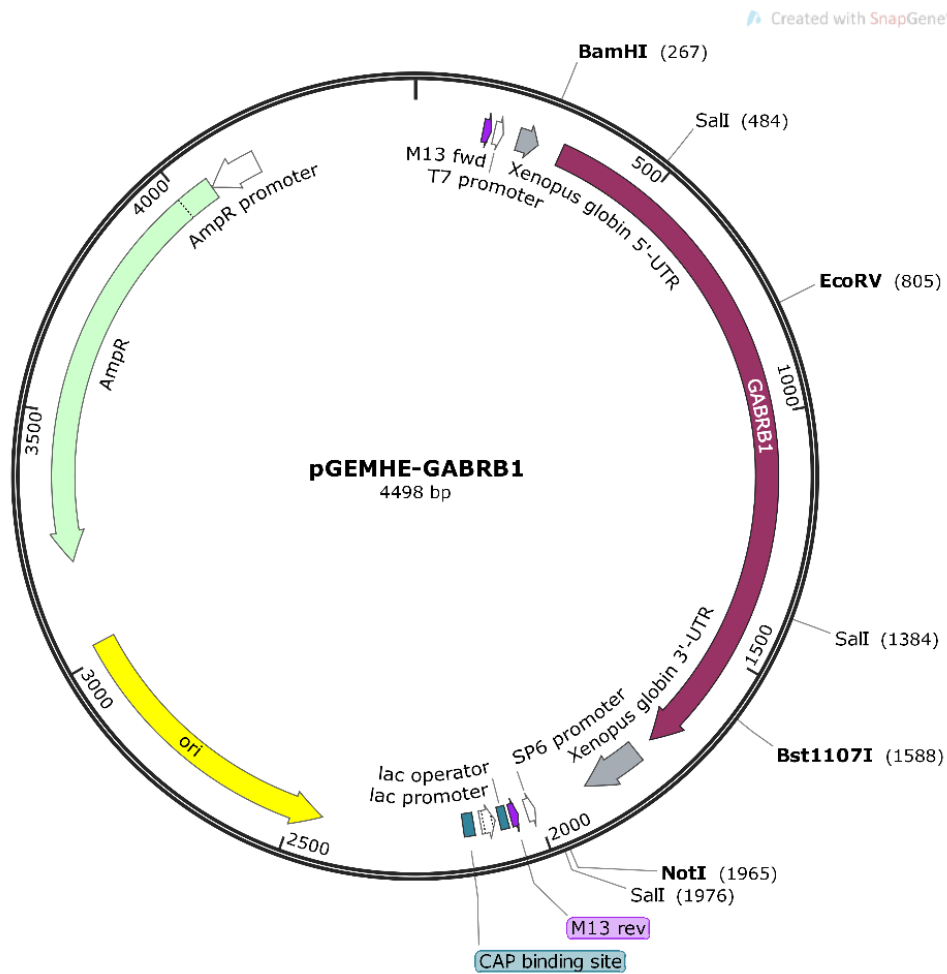 Created with SnapGene
BamHI (267)
SalI (484)
M13 fwd
T7 promoter
Xenopus globin 5'-UTR
500
AmpR promoter
4000
EcoRV (805)
AmpR
1000
GABRB1
3500
pGEMHE-GABRB1
4498 bp
SalI (1384)
1500
Xenopus globin 3'-UTR
SP6 promoter
Bst1107I (1588)
3000
ori
lac operator
lac promoter
2500
2000
NotI (1965)
SalI (1976)
M13 rev
CAP binding site